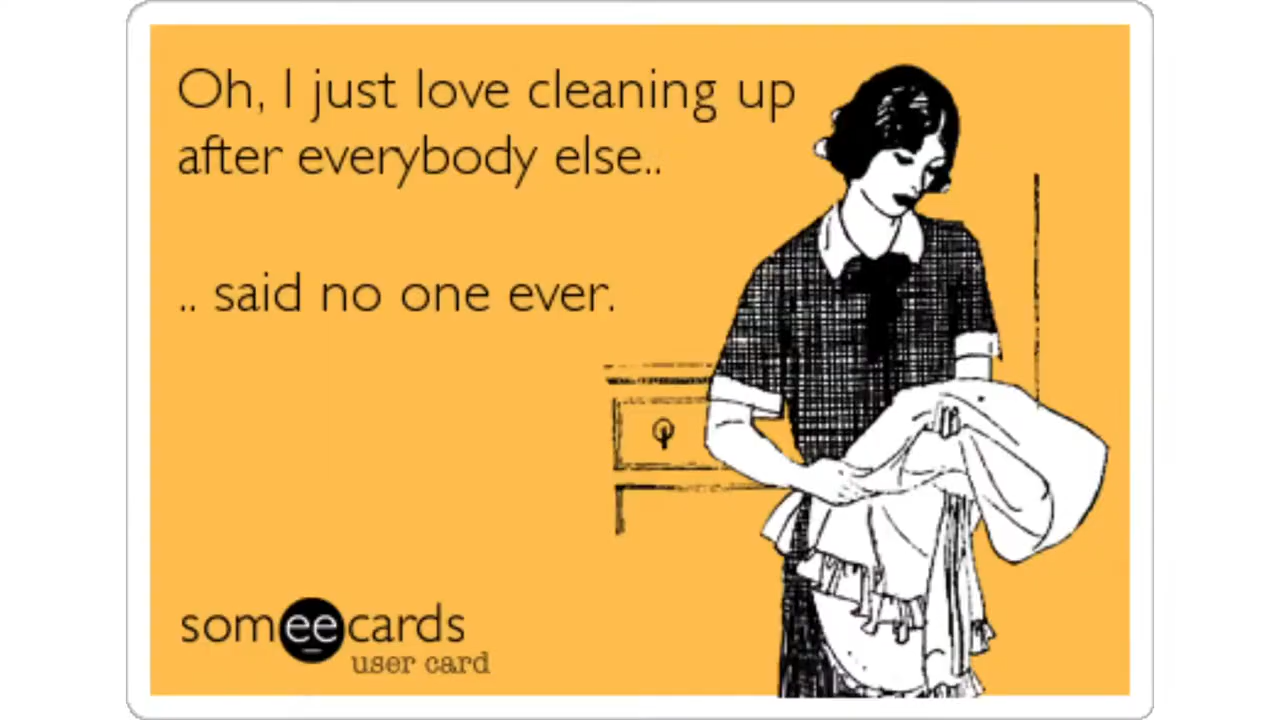 Oh, I just love cleaning up
after everybody else..
.. said no one ever.
someecards
user card